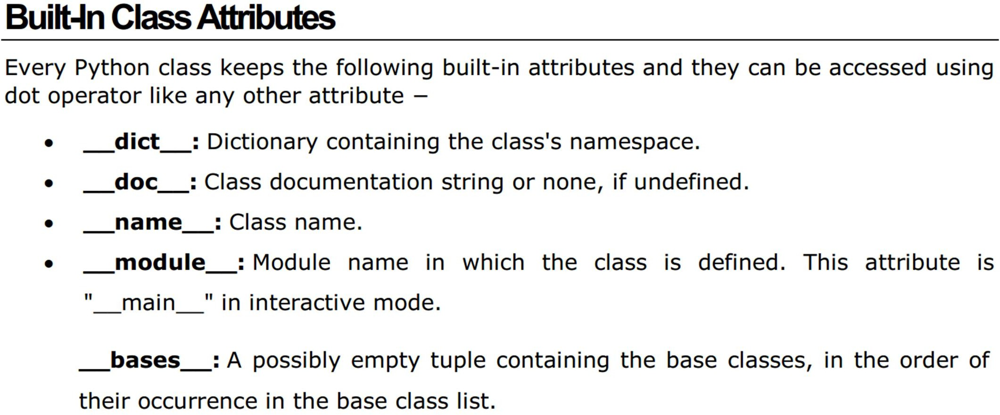 Built-In Class Attributes
Every Python class keeps the following built-in attributes and they can be accessed using
dot operator like any other attribute −
• __dict__: Dictionary containing the class's namespace.
• __doc__: Class documentation string or none, if undefined.
• __name__: Class name.
• __module__: Module name in which the class is defined. This attribute is
"__main__" in interactive mode.
__bases__: A possibly empty tuple containing the base classes, in the order of
their occurrence in the base class list.